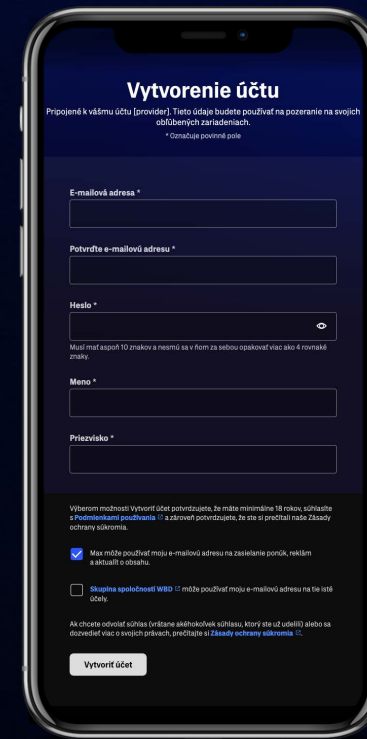 Vytvorenie účtu
Pripojené k vášmu účtu [provider]. Tieto údaje budete používať na pozeranie na svojich
obľúbených zariadeniach.
* Označuje povinné pole
E-mailová adresa *
Potvrďte e-mailovú adresu *
Heslo *
Musí mať aspoň 10 znakov a nesmú sa v ňom za sebou opakovať viac ako 4 rovnaké
znaky.
Meno *
Priezvisko *
Výberom možnosti Vytvoriť účet potvrdzujete, že máte minimálne 18 rokov, súhlasíte
s Podmienkami používania a zároveň potvrdzujete, že ste si prečítali naše Zásady
ochrany súkromia.
Max môže používať moju e-mailovú adresu na zasielanie ponúk, reklám
a aktualít o obsahu.
Skupina spoločností WBD môže používať moju e-mailovú adresu na tie isté
účely.
Ak chcete odvolať súhlas (vrátane akéhokoľvek súhlasu, ktorý ste už udelili) alebo sa
dozvedieť viac o svojich právach, prečítajte si Zásady ochrany súkromia.
Vytvoriť účet